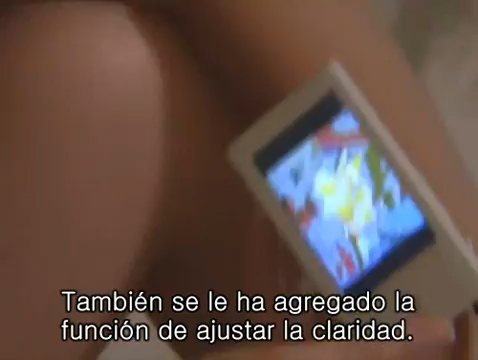 También se le ha agregado la
función de ajustar la claridad.